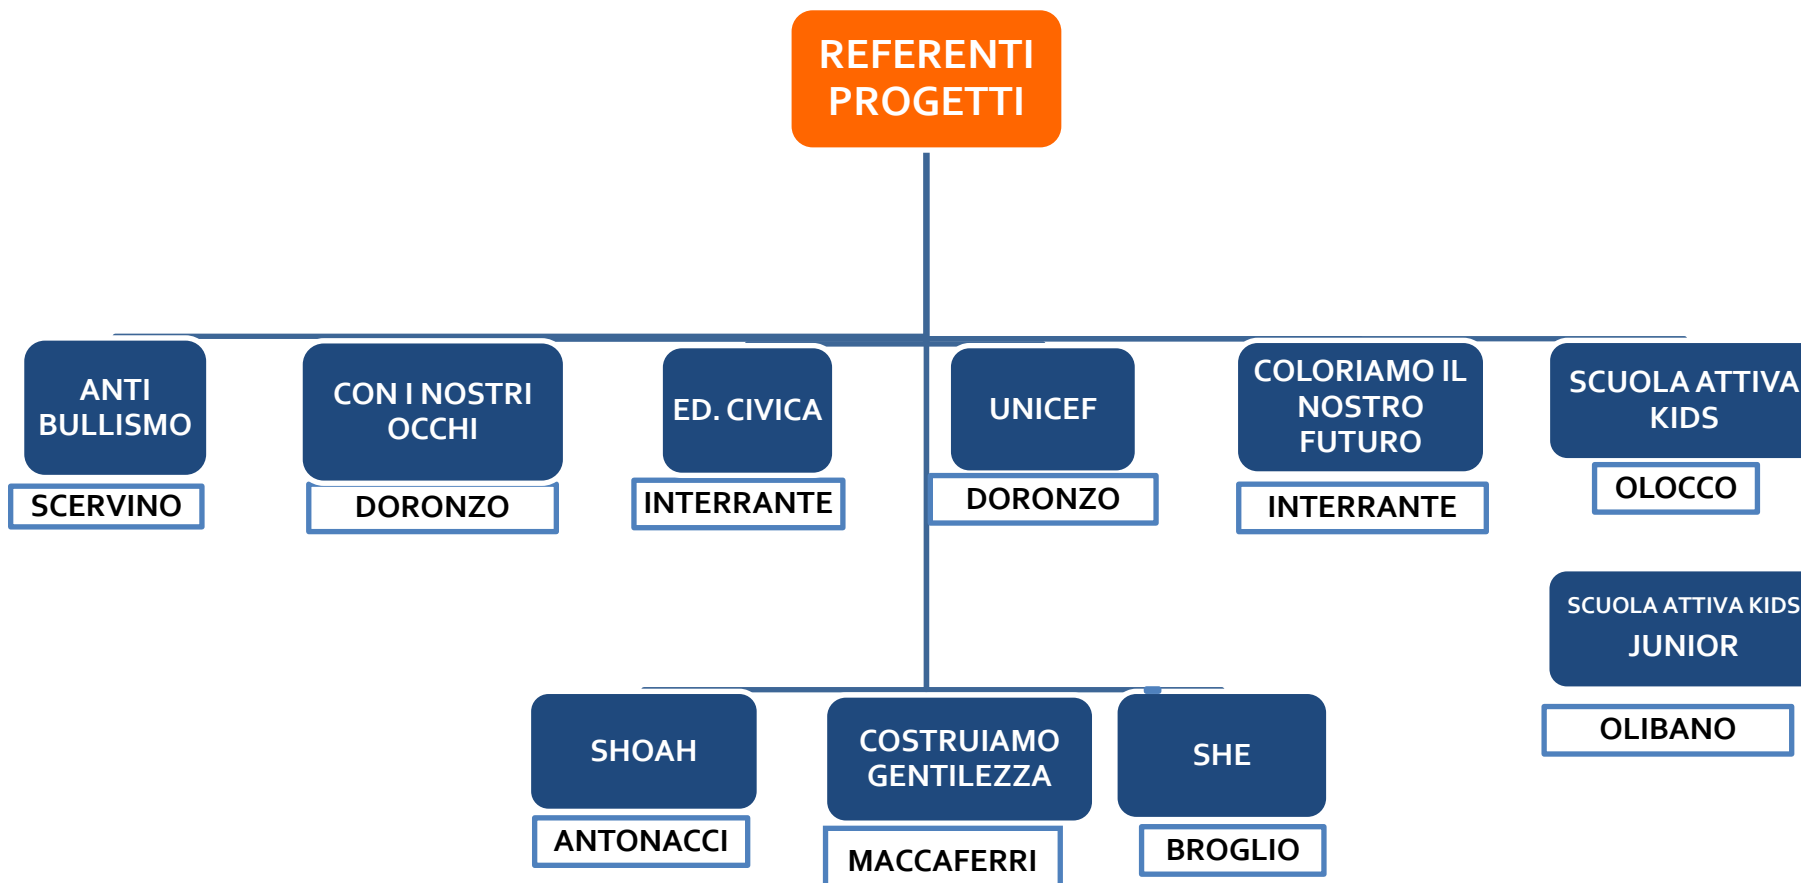 REFERENTI
PROGETTI
ANTI
BULLISMO
SCERVINO
CON I NOSTRI
OCCHI
DORONZO
ED. CIVICA
INTERRANTE
UNICEF
DORONZO
COLORIAMO IL
NOSTRO
FUTURO
INTERRANTE
SCUOLA ATTIVA
KIDS
OLOCCO
SCUOLA ATTIVA KIDS
JUNIOR
OLIBANO
SHOAH
ANTONACCI
COSTRUIAMO
GENTILEZZA
MACCAFERRI
SHE
BROGLIO